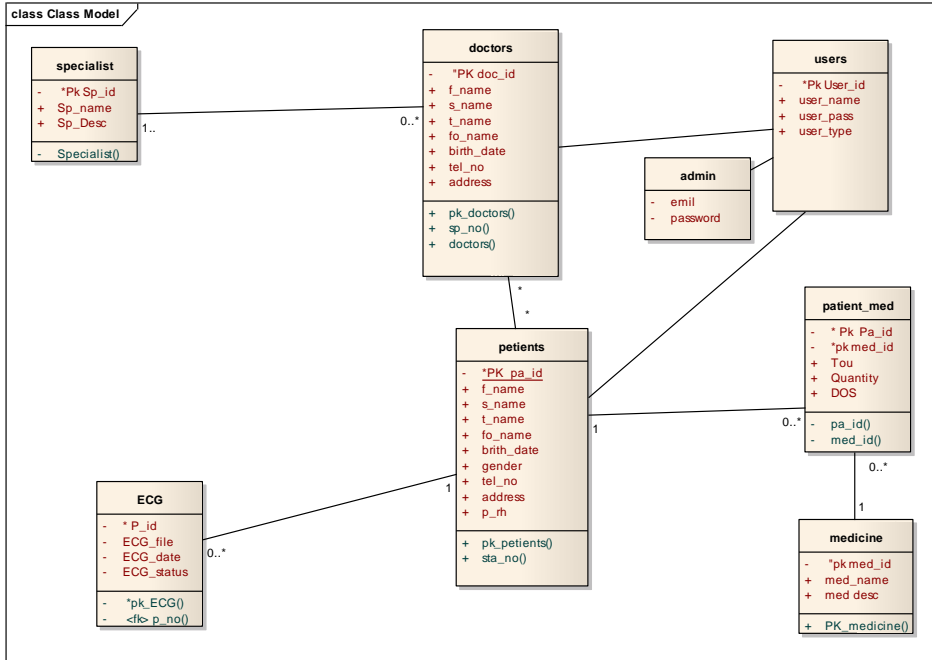 class Class Model
specialist
- *Pk Sp_id
+ Sp_name
+ Sp_Desc
- Specialist()
1..
0..*
doctors
- *PK doc_id
+ f_name
+ s_name
+ t_name
+ fo_name
+ birth_date
+ tel_no
+ address
+ pk_doctors()
+ sp_no()
+ doctors()
users
- *Pk User_id
+ user_name
+ user_pass
+ user_type
admin
- emil
- password
*
*
petients
- *PK pa_id
+ f_name
+ s_name
+ t_name
+ fo_name
+ brith_date
+ gender
+ tel_no
+ address
+ p_rh
+ pk_petients()
+ sta_no()
1
0..*
patient_med
- * Pk Pa_id
- *pk med_id
+ Tou
+ Quantity
+ DOS
- pa_id()
- med_id()
0..*
1
medicine
- *pk med_id
+ med_name
+ med desc
+ PK_medicine()
1
0..*
ECG
- * P_id
- ECG_file
- ECG_date
- ECG_status
- *pk_ECG()
- <fk> p_no()